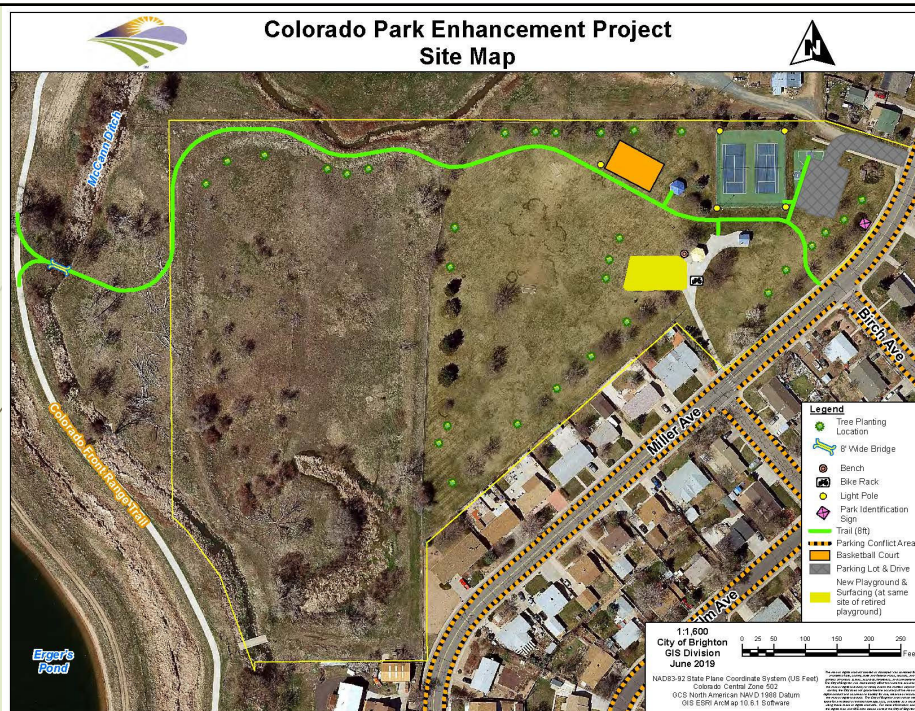 Colorado Park Enhancement Project
Site Map
N
McCann Ditch
Colorado Front Range Trail
Erger's
Pond
Miller Ave
Birch Ave
Elm Ave
Legend
Tree Planting
Location
8' Wide Bridge
Bench
Bike Rack
Light Pole
Park Identification
Sign
Trail (8ft)
Parking Conflict Area
Basketball Court
Parking Lot & Drive
New Playground &
Surfacing (at same
site of retired
playground)
1:1,600
City of Brighton
GIS Division
June 2019
0 25 50 100 150 200 250
Feet
NAD83-92 State Plane Coordinate System (US Feet)
Colorado Central Zone 502
GCS North American NAVD 1988 Datum
GIS ESRI ArcMap 10.6.1 Software